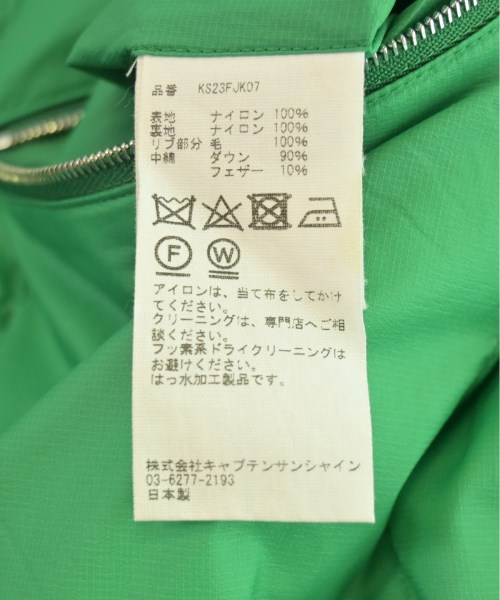 品番 KS23FJK07
表地 ナイロン 100%
裏地 ナイロン 100%
リブ部分 毛 100%
中綿 ダウン 90%
フェザー 10%
F W
アイロンは、当て布をしてかけ
てください。
クリーニングは、専門店へご相
談ください。
フッ素系ドライクリーニングは
お避けください。
はっ水加工製品です。
株式会社キャプテンサンシャイン
03-6277-2193
日本製